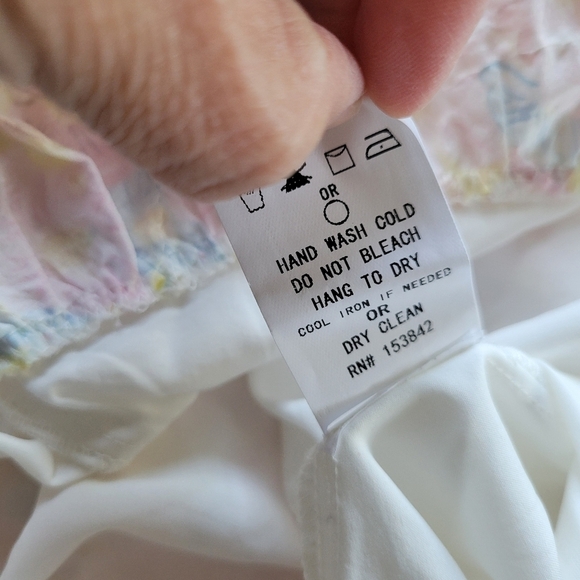 OR
HAND WASH COLD
DO NOT BLEACH
HANG TO DRY
COOL IRON IF NEEDED
OR
DRY CLEAN
RN# 153842